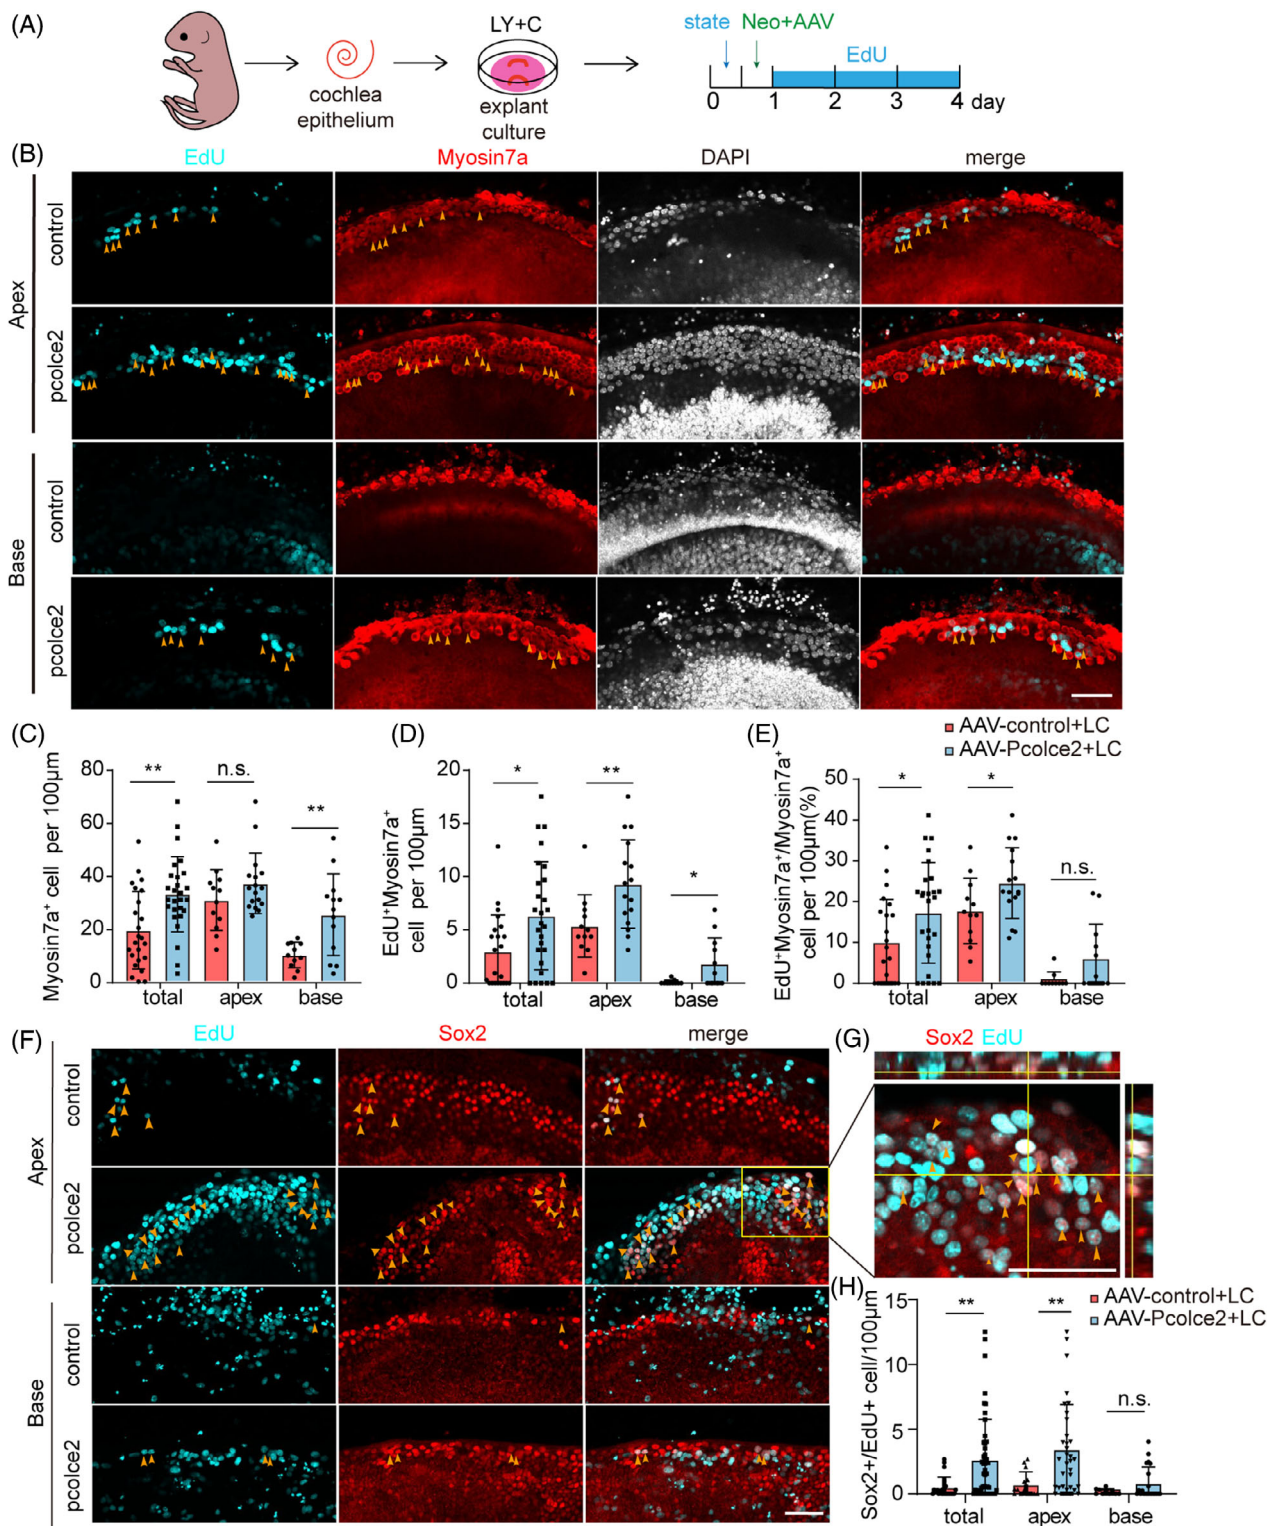 (A)
LY+C
state
Neo+AAV
EdU
cochlea
epithelium
explant
culture
0 1 2 3 4 day
(B)
EdU Myosin7a DAPI merge
Apex
control
pcolce2
Base
control
pcolce2
(C)
Myosin7a+ cell per 100μm
80
60
40
20
0
** n.s. **
total apex base
(D)
EdU+Myosin7a+
cell per 100μm
20
15
10
5
0
* ** *
total apex base
(E)
AAV-control+LC
AAV-Pcolce2+LC
EdU+Myosin7a+/Myosin7a+
cell per 100μm(%)
50
40
30
20
10
0
* * n.s.
total apex base
(F)
EdU Sox2 merge
Apex
control
pcolce2
Base
control
pcolce2
(G)
Sox2 EdU
(H)
AAV-control+LC
AAV-Pcolce2+LC
Sox2+/EdU+ cell/100μm
15
10
5
0
** ** n.s.
total apex base